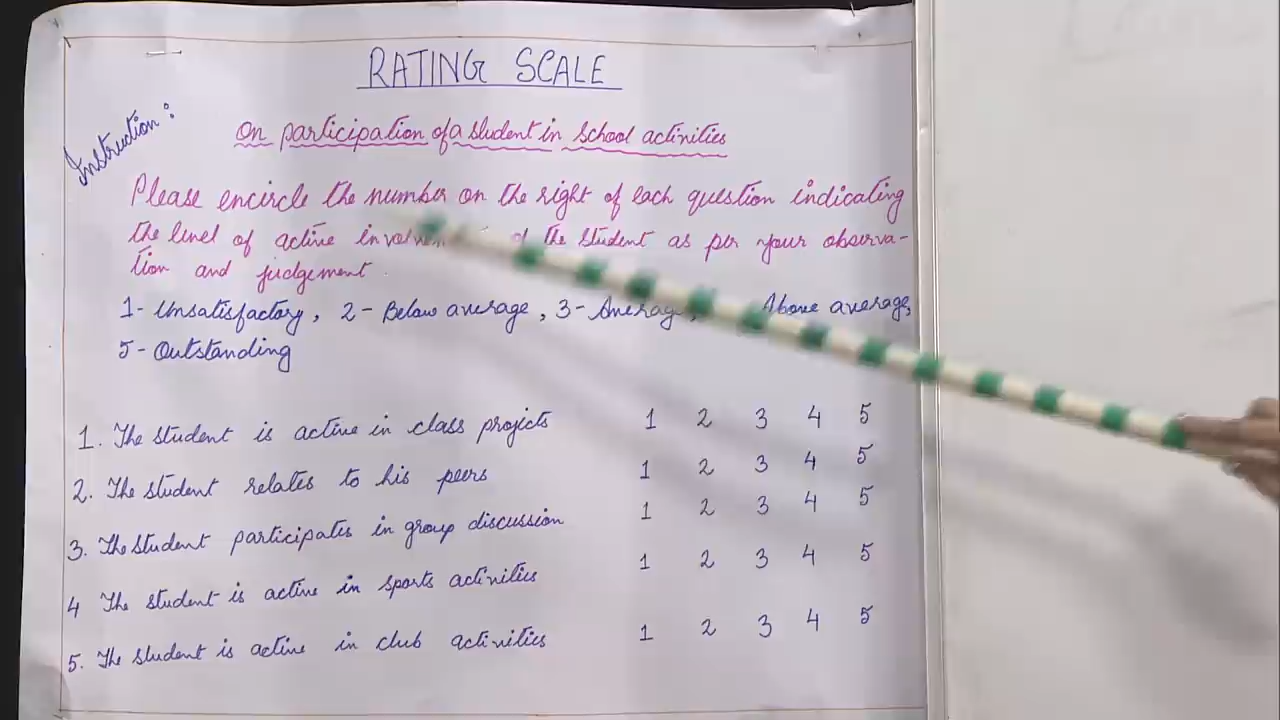 RATING SCALE
Instruction:
On participation of a student in School activities
Please encircle the number on the right of each question indicating
the level of active the Student as per your observa-
tion and judgement.
1- Unsatisfactory, 2- Below average, 3- Average, Above average,
5- Outstanding
1. The student is active in class projects 1 2 3 4 5
2. The student relates to his peers 1 2 3 4 5
3. The student participates in group discussion 1 2 3 4 5
4 The student is active in sports activities 1 2 3 4 5
5. The student is active in club activities 1 2 3 4 5